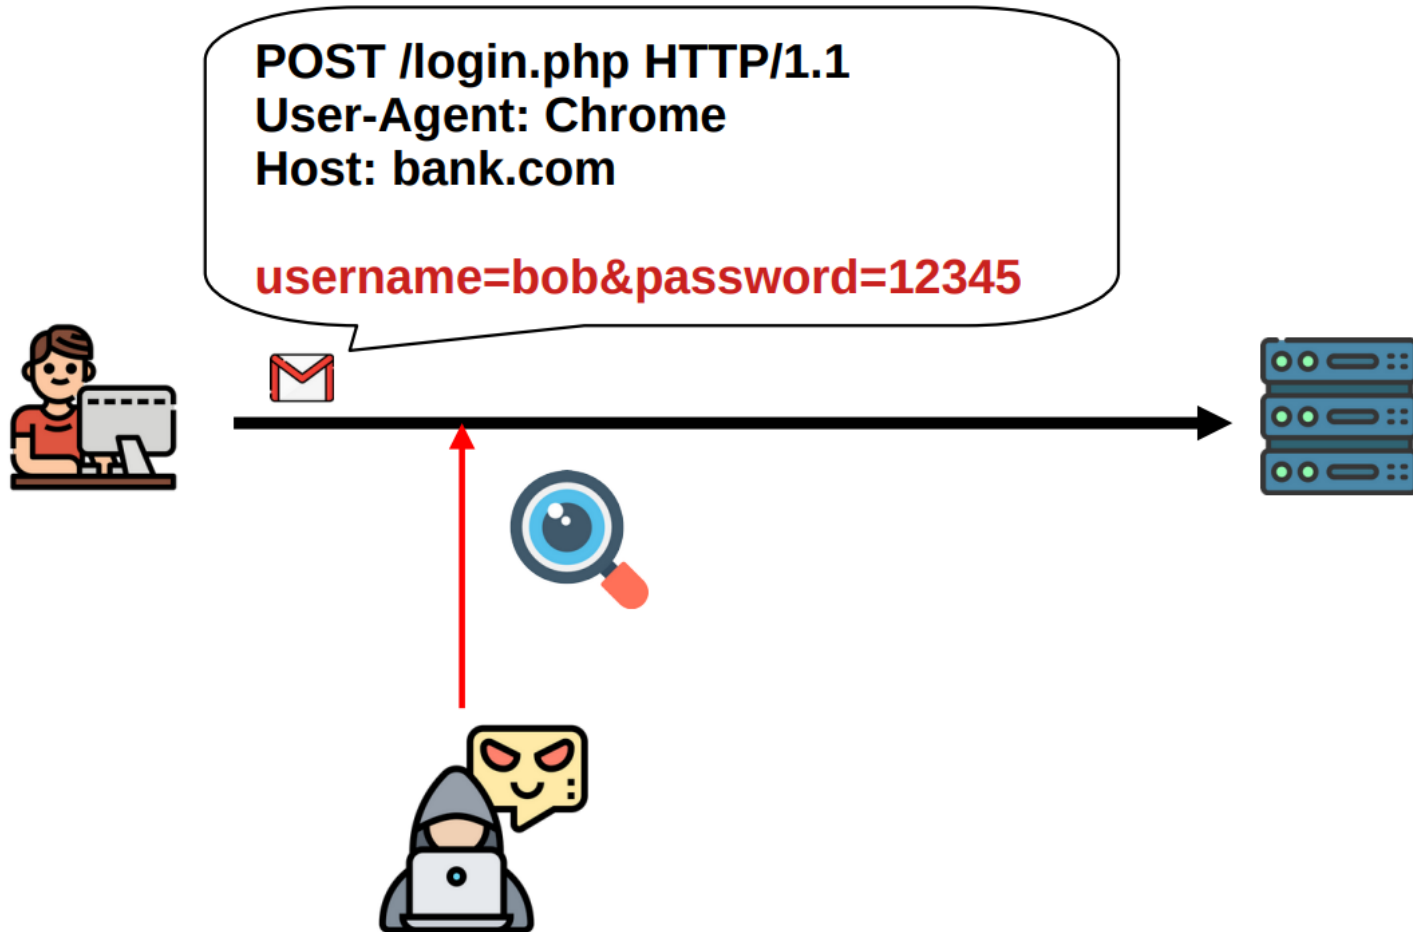 POST /login.php HTTP/1.1
User-Agent: Chrome
Host: bank.com
username=bob&password=12345